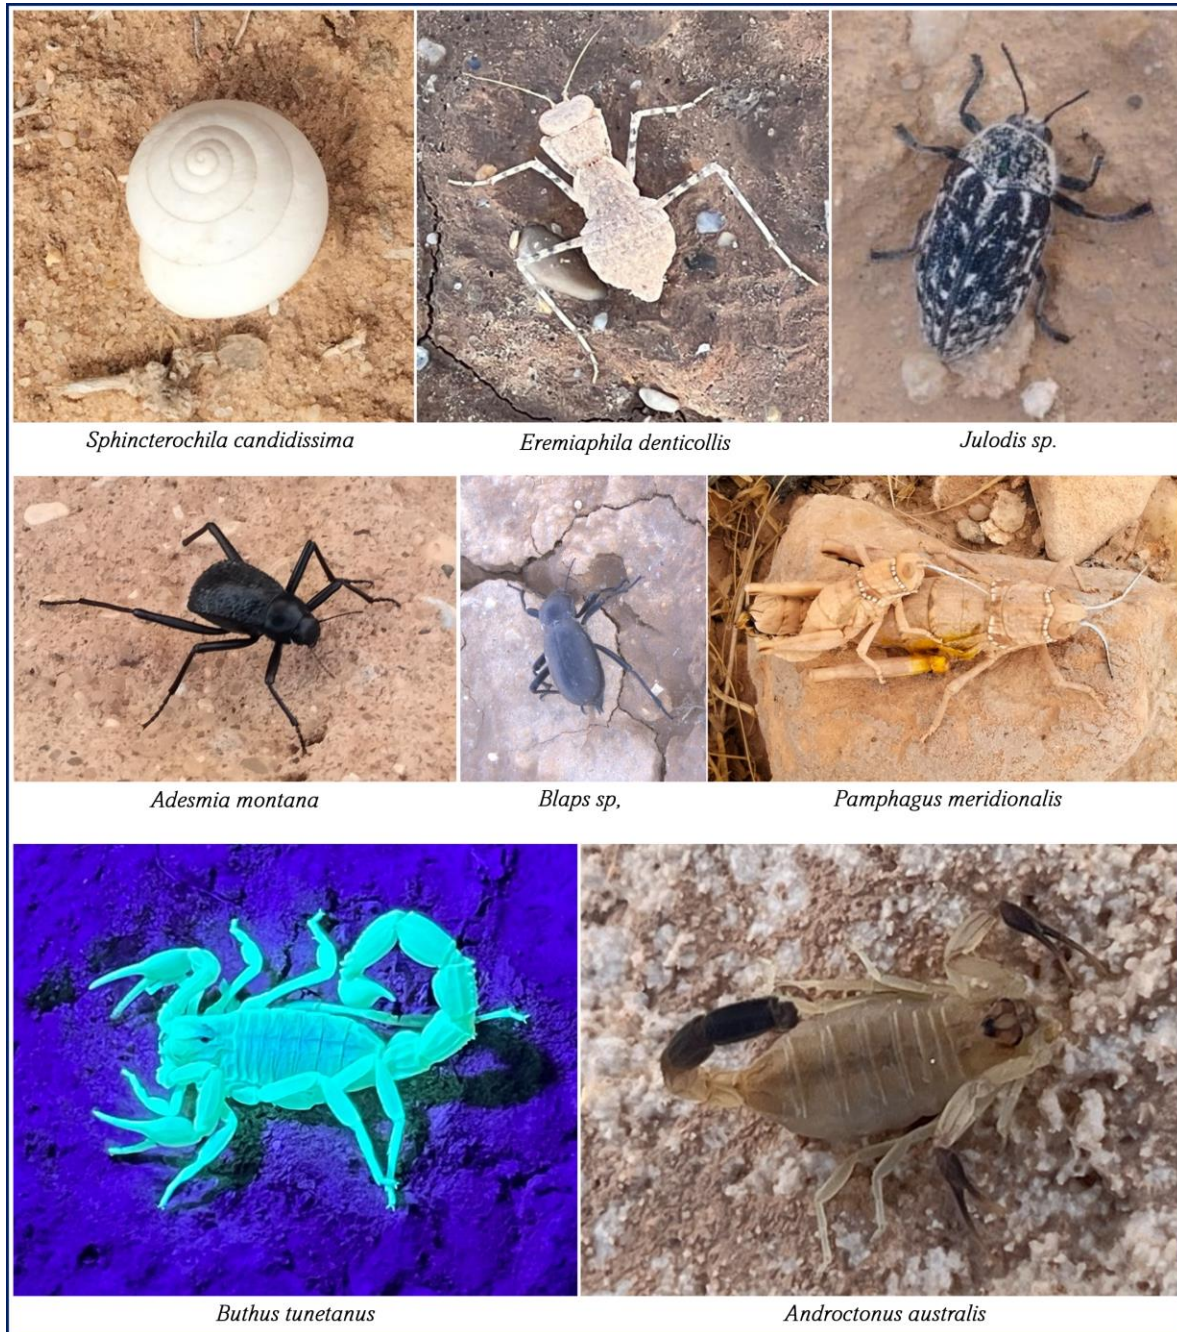 Sphincterochila candidissima
Eremiaphila denticollis
Julodis sp.
Adesmia montana
Blaps sp,
Pamphagus meridionalis
Buthus tunetanus
Androctonus australis